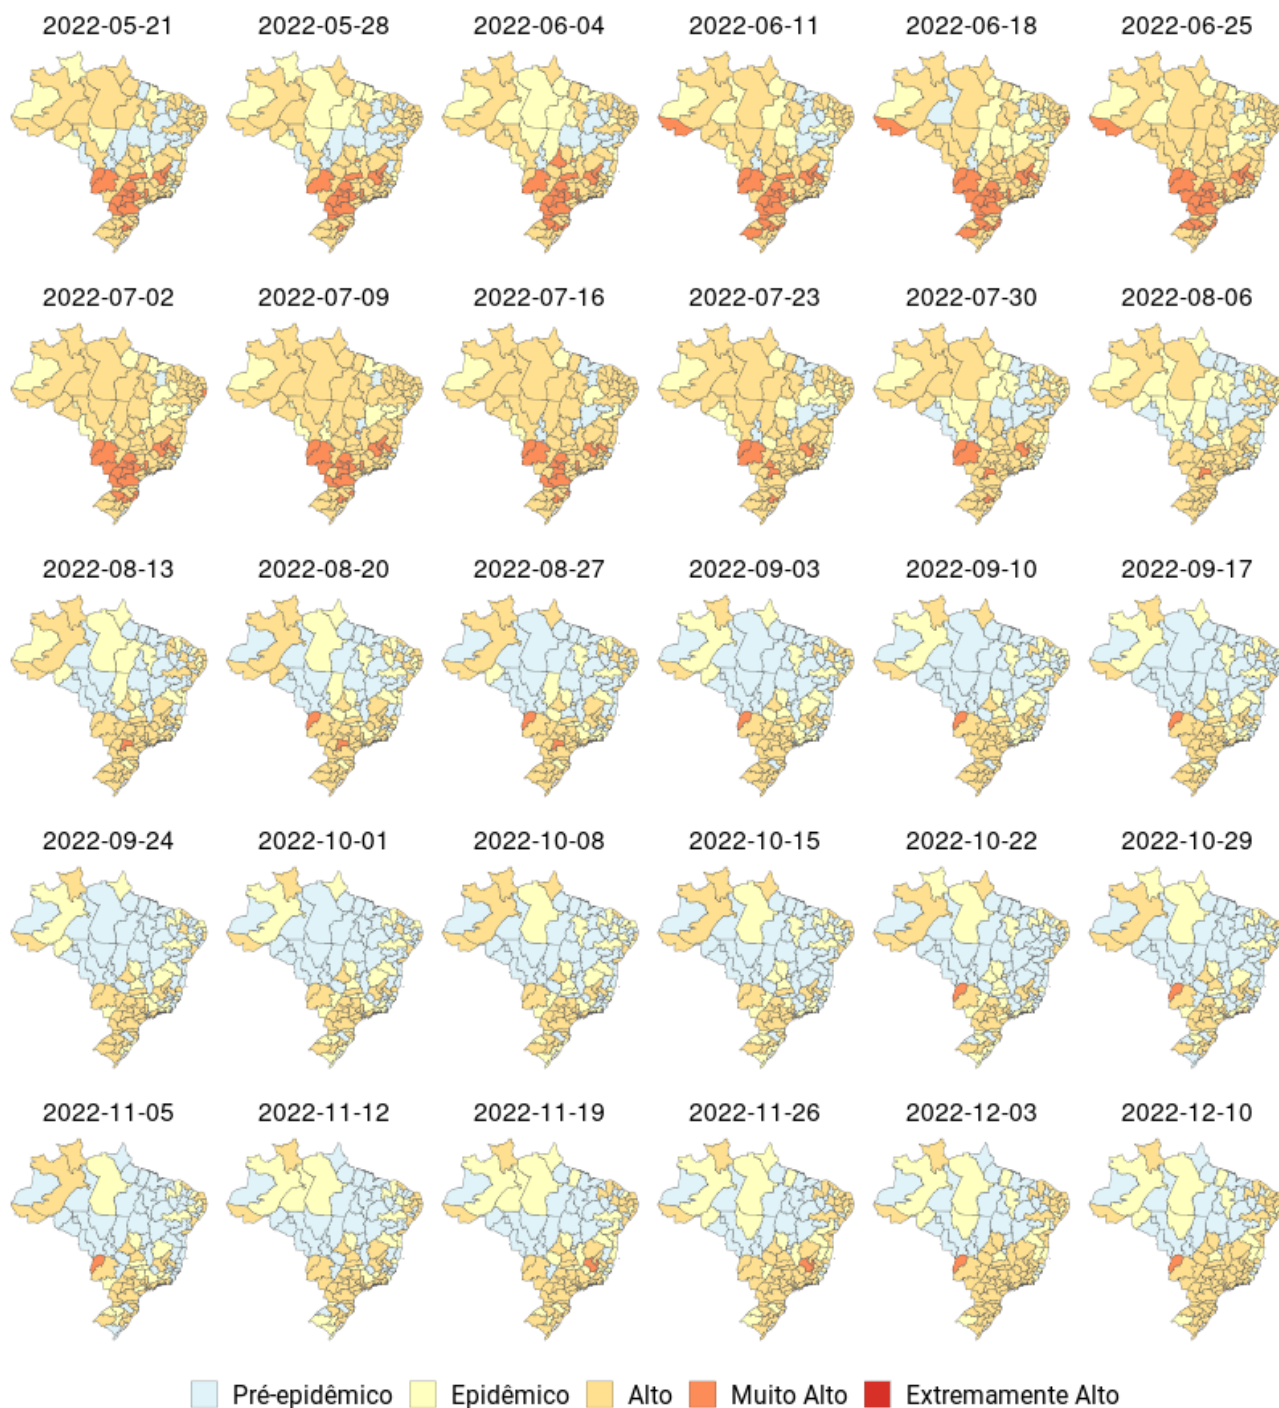 2022-05-21 2022-05-28 2022-06-04 2022-06-11 2022-06-18 2022-06-25
2022-07-02 2022-07-09 2022-07-16 2022-07-23 2022-07-30 2022-08-06
2022-08-13 2022-08-20 2022-08-27 2022-09-03 2022-09-10 2022-09-17
2022-09-24 2022-10-01 2022-10-08 2022-10-15 2022-10-22 2022-10-29
2022-11-05 2022-11-12 2022-11-19 2022-11-26 2022-12-03 2022-12-10
Pré-epidêmico Epidêmico Alto Muito Alto Extremamente Alto